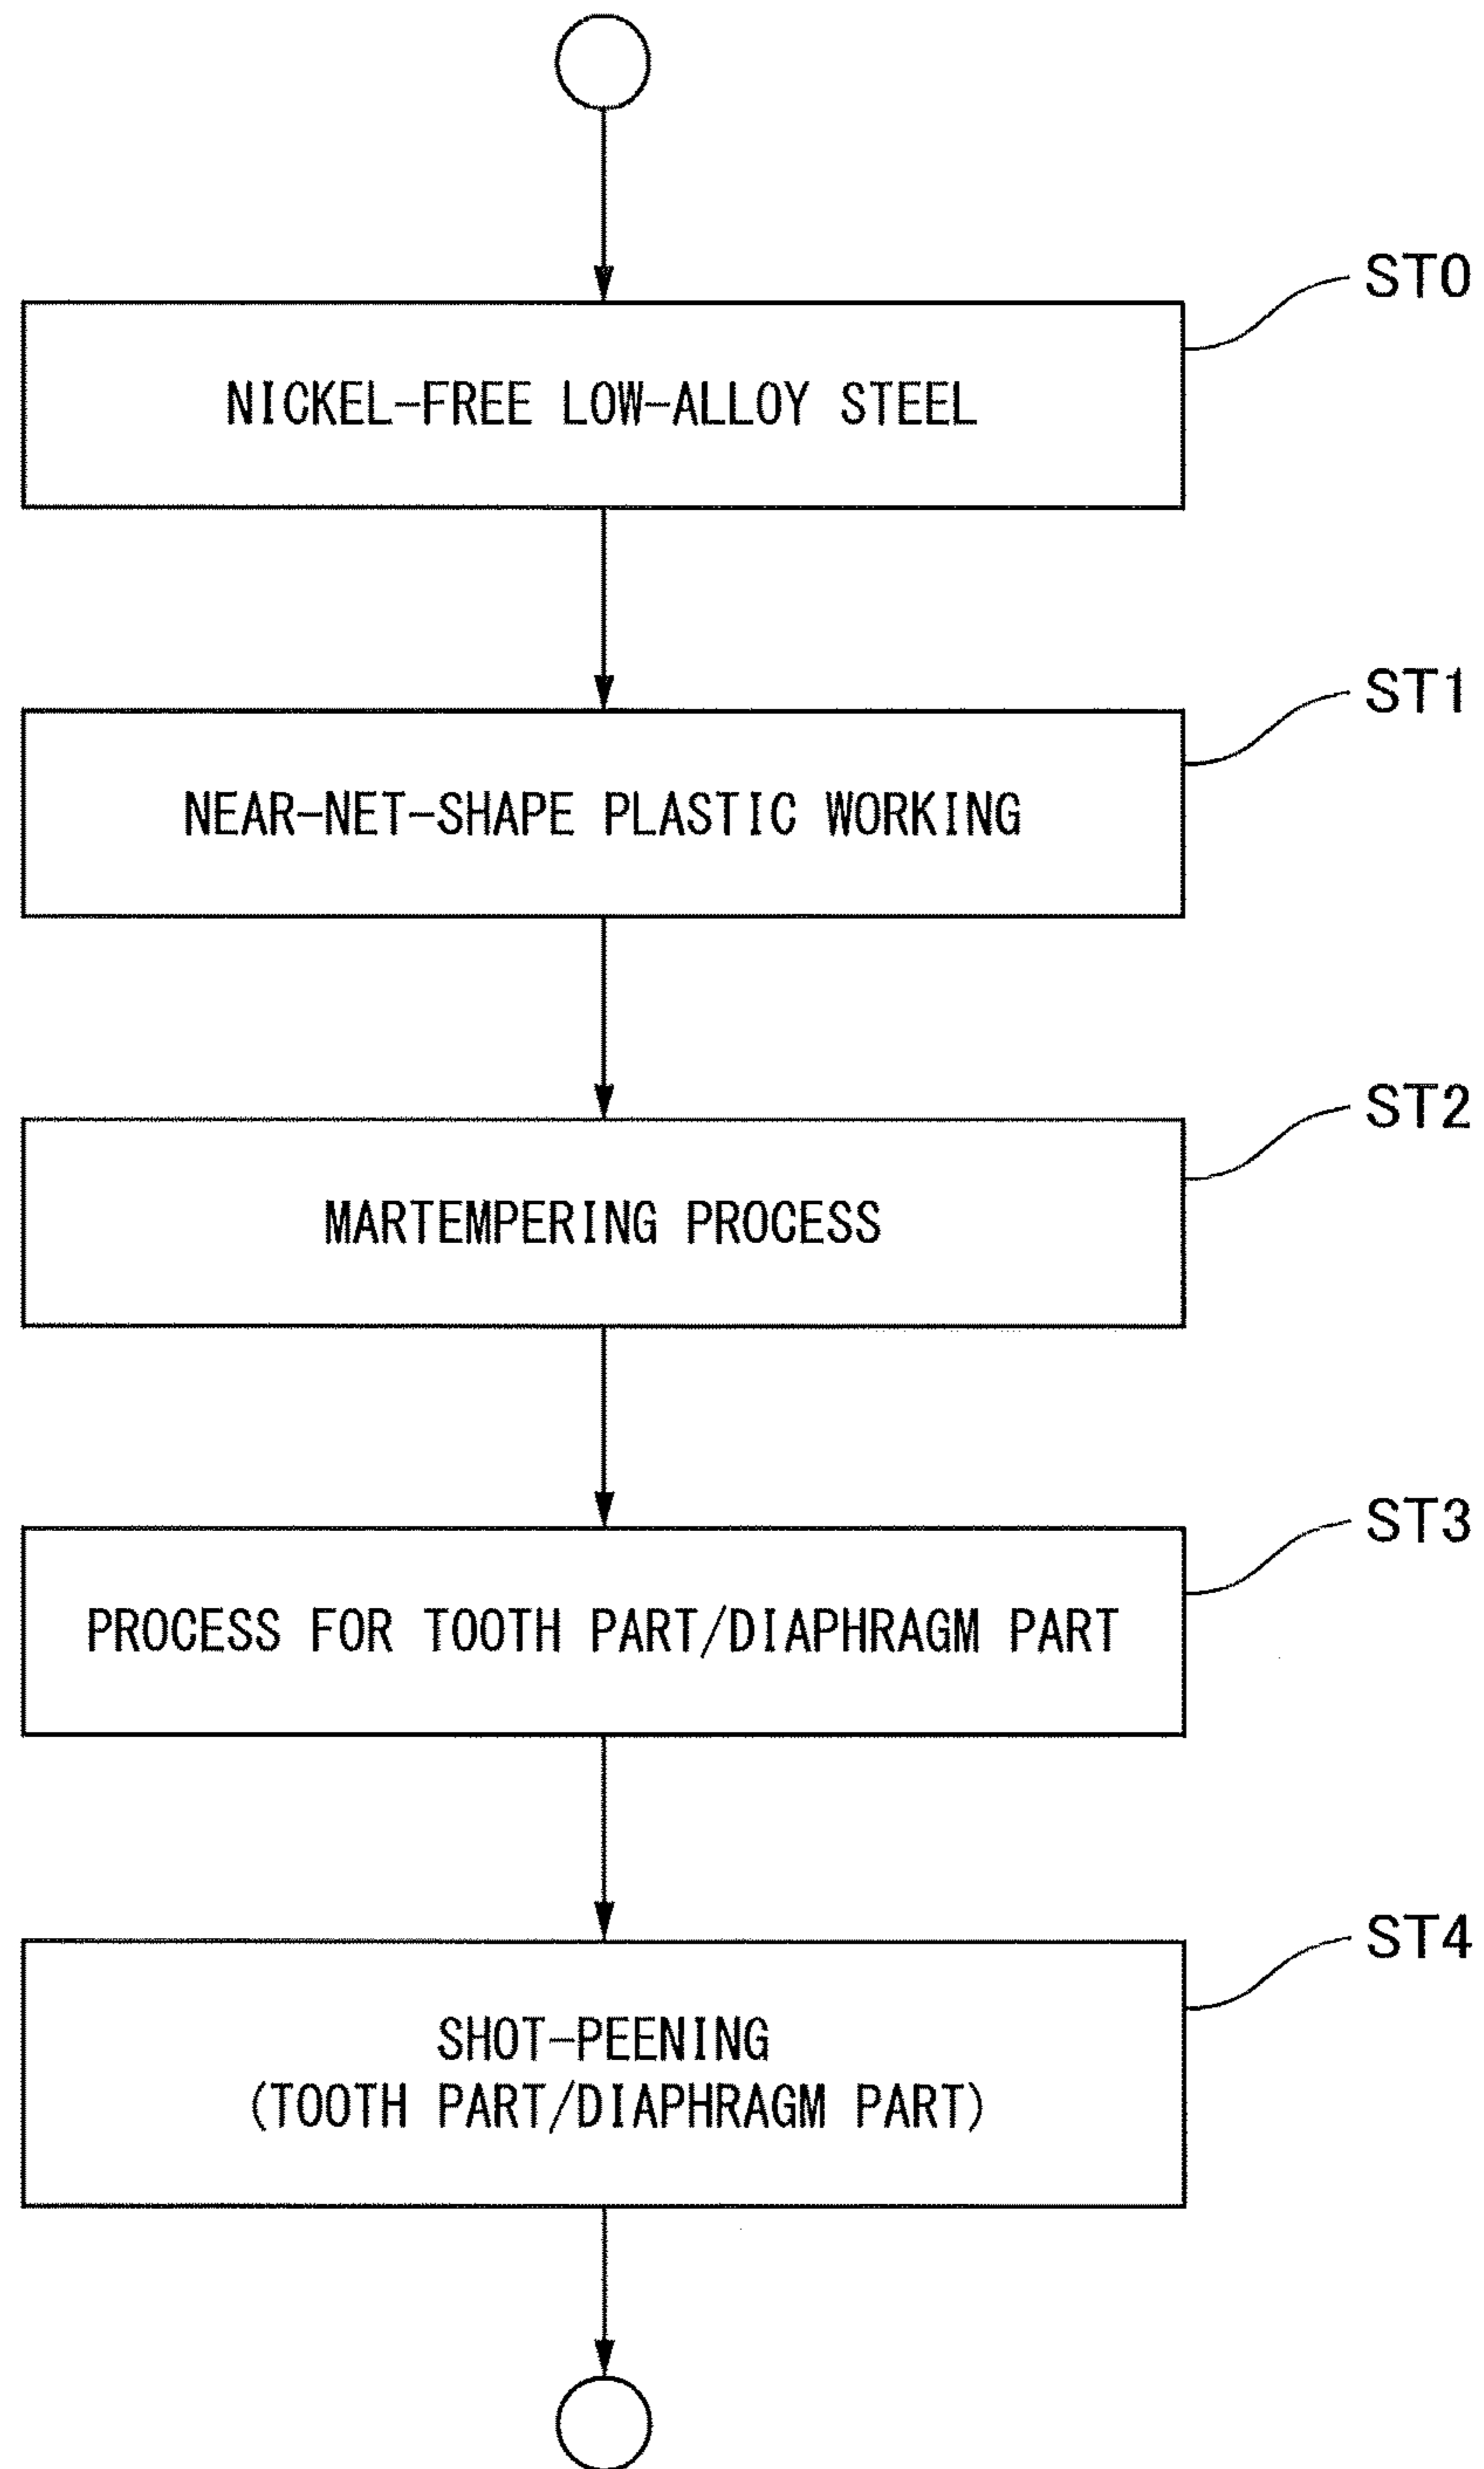 ST0
NICKEL-FREE LOW-ALLOY STEEL
ST1
NEAR-NET-SHAPE PLASTIC WORKING
ST2
MARTEMPERING PROCESS
ST3
PROCESS FOR TOOTH PART/DIAPHRAGM PART
ST4
SHOT-PEENING
(TOOTH PART/DIAPHRAGM PART)